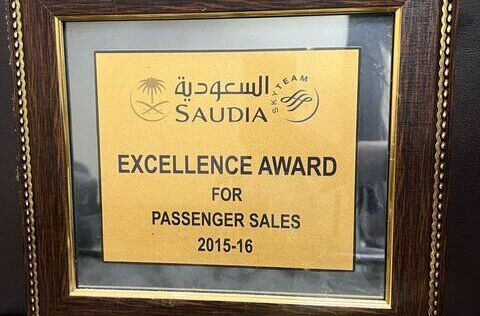 السعودية
SAUDIA
SKYTEAM
EXCELLENCE AWARD
FOR
PASSENGER SALES
2015-16